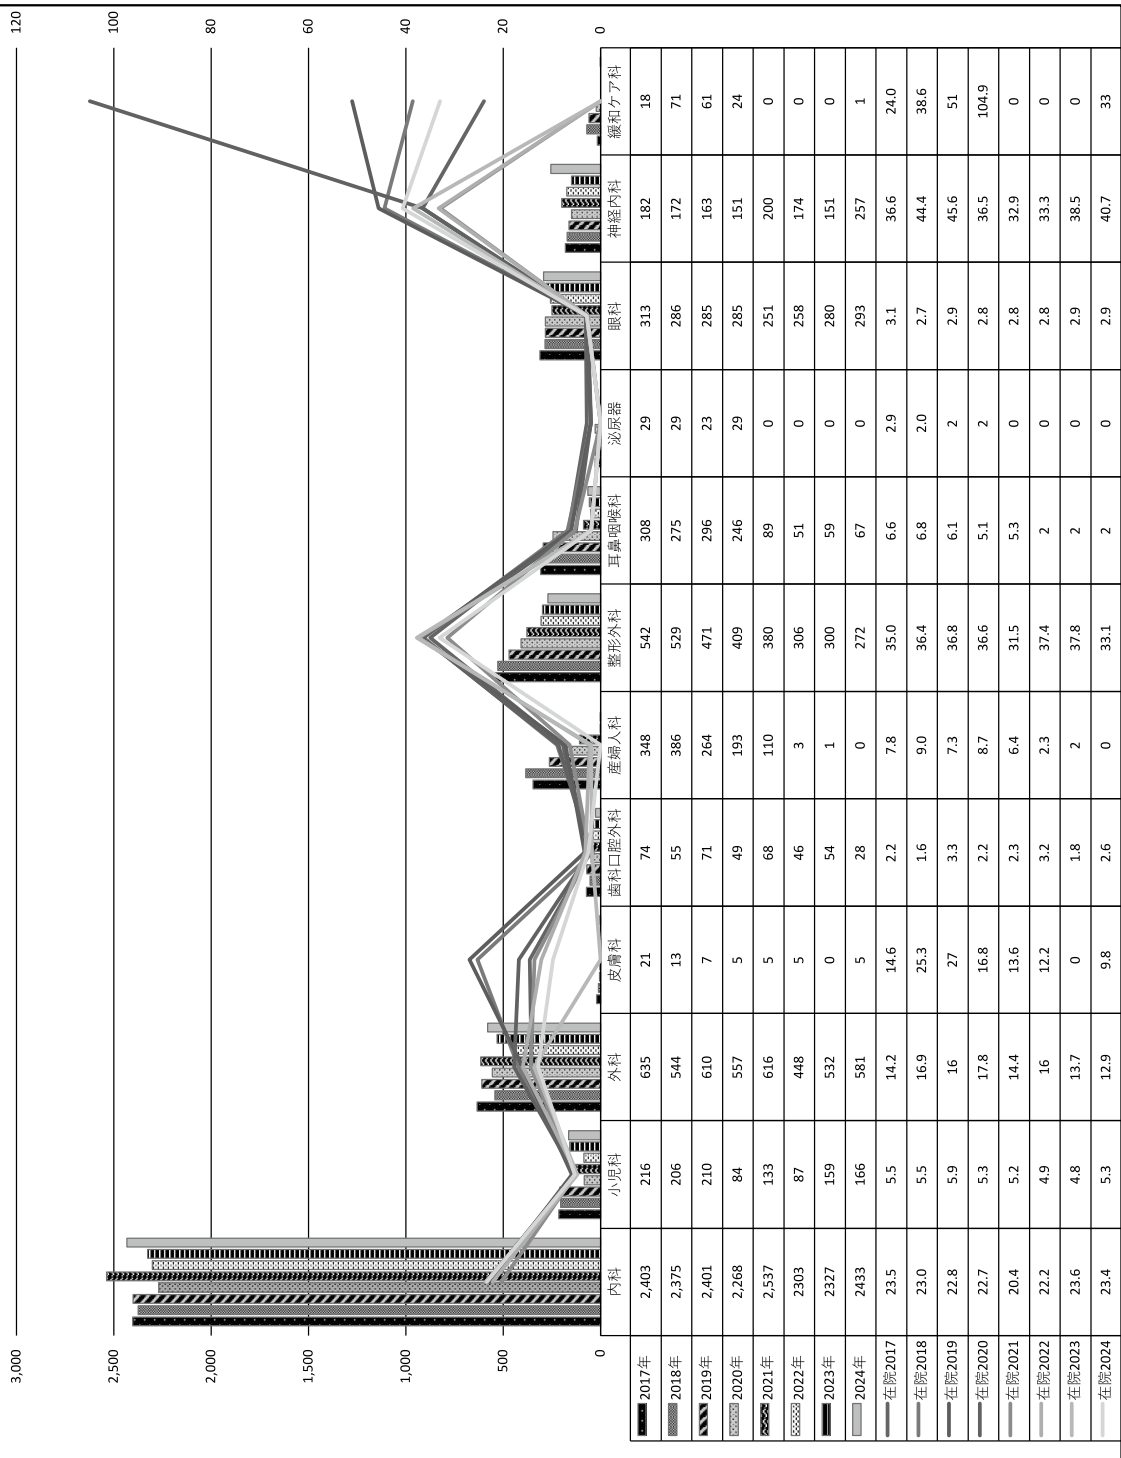 3,000
2,500
2,000
1,500
1,000
500
0
120
100
80
60
40
20
0
内科 小児科 外科 皮膚科 歯科口腔外科 産婦人科 整形外科 耳鼻咽喉科 泌尿器 眼科 神経内科 緩和ケア科
2017年 2,403 216 635 21 74 348 542 308 29 313 182 18
2018年 2,375 206 544 13 55 386 529 275 29 286 172 71
2019年 2,401 210 610 7 71 264 471 296 23 285 163 61
2020年 2,268 84 557 5 49 193 409 246 29 285 151 24
2021年 2,537 133 616 5 68 110 380 89 0 251 200 0
2022年 2303 87 448 5 46 3 306 51 0 258 174 0
2023年 2327 159 532 0 54 1 300 59 0 280 151 0
2024年 2433 166 581 5 28 0 272 67 0 293 257 1
在院2017 23.5 5.5 14.2 14.6 2.2 7.8 35.0 6.6 2.9 3.1 36.6 24.0
在院2018 23.0 5.5 16.9 25.3 1.6 9.0 36.4 6.8 2.0 2.7 44.4 38.6
在院2019 22.8 5.9 16 27 3.3 7.3 36.8 6.1 2 2.9 45.6 51
在院2020 22.7 5.3 17.8 16.8 2.2 8.7 36.6 5.1 2 2.8 36.5 104.9
在院2021 20.4 5.2 14.4 13.6 2.3 6.4 31.5 5.3 0 2.8 32.9 0
在院2022 22.2 4.9 16 12.2 3.2 2.3 37.4 2 0 2.8 33.3 0
在院2023 23.6 4.8 13.7 0 1.8 2 37.8 2 0 2.9 38.5 0
在院2024 23.4 5.3 12.9 9.8 2.6 0 33.1 2 0 2.9 40.7 33